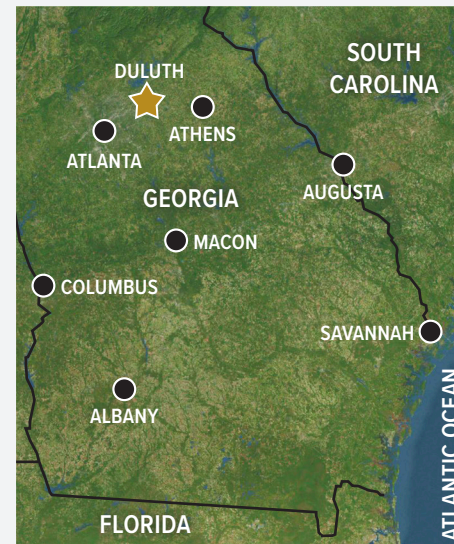 SOUTH
CAROLINA
DULUTH
ATHENS
ATLANTA
AUGUSTA
GEORGIA
MACON
COLUMBUS
SAVANNAH
ALBANY
ATLANTIC OCEAN
FLORIDA